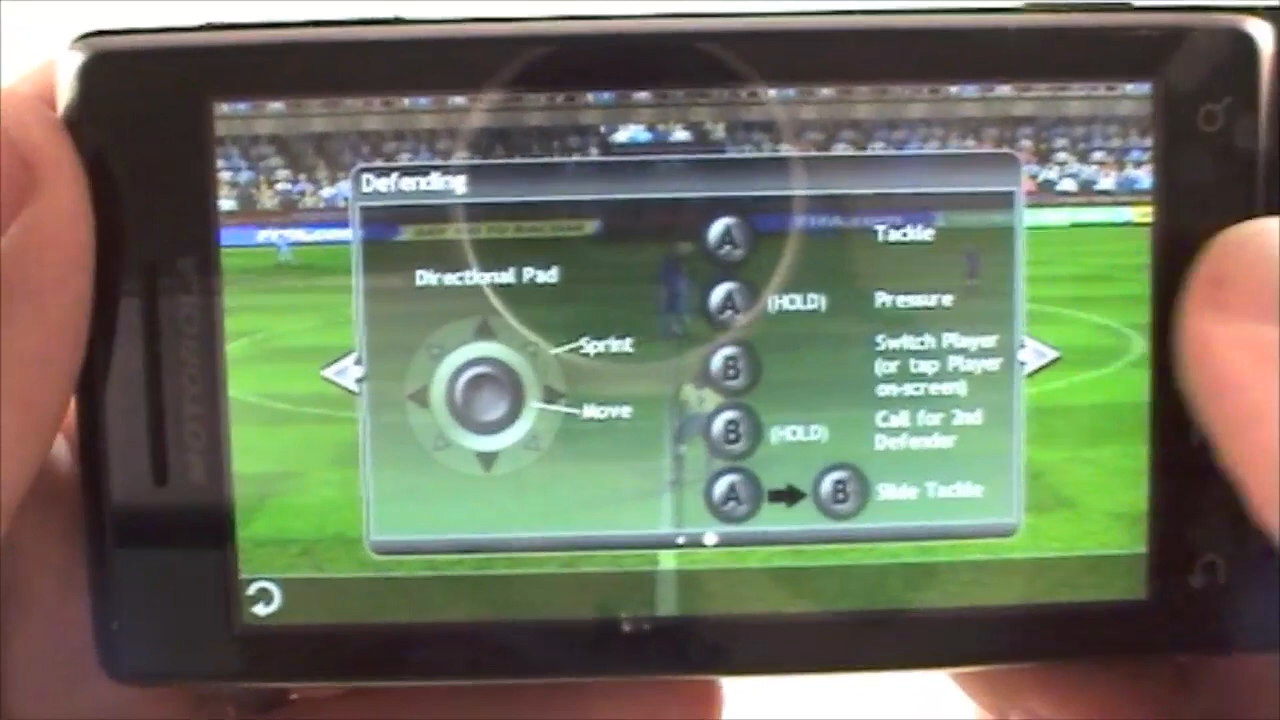 Defending
Directional Pad
Sprint
Move
A
Tackle
A (HOLD)
Pressure
B
Switch Player
(or tap Player
on-screen)
B (HOLD)
Call for 2nd
Defender
A B
Slide Tackle
MOTOROLA